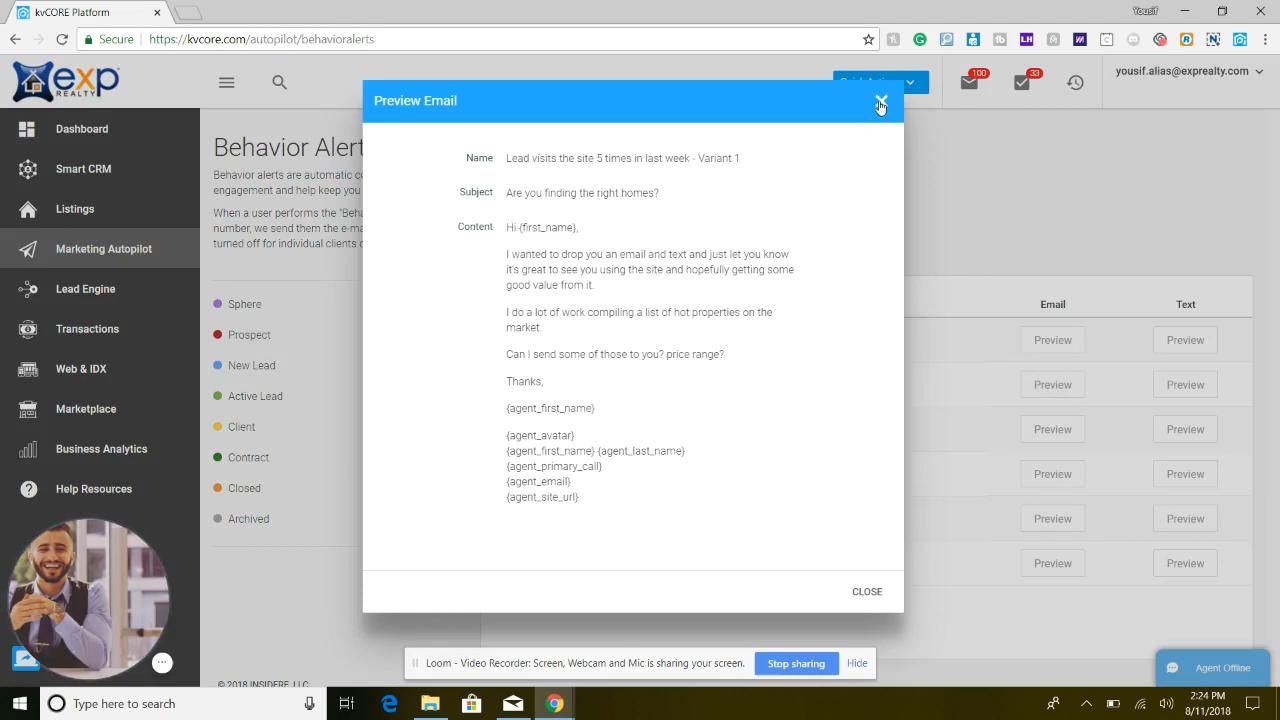 kvCORE Platform
Yousif
Secure
https://kvcore.com/autopilot/behavioralerts
exp
REALTY
100
33
yousif.alias@exprealty.com
Preview Email
Dashboard
Smart CRM
Listings
Marketing Autopilot
Lead Engine
Transactions
Web & IDX
Marketplace
Business Analytics
Help Resources
Behavior Alert
Behavior alerts are automatic co
engagement and help keep you
When a user performs the "Beha
number, we send them the e-ma
turned off for individual clients o
Sphere
Prospect
New Lead
Active Lead
Client
Contract
Closed
Archived
Name Lead visits the site 5 times in last week - Variant 1
Subject Are you finding the right homes?
Content Hi {first_name},
I wanted to drop you an email and text and just let you know
it's great to see you using the site and hopefully getting some
good value from it.
I do a lot of work compiling a list of hot properties on the
market.
Can I send some of those to you? price range?
Thanks,
{agent_first_name}
{agent_avatar}
{agent_first_name} {agent_last_name}
{agent_primary_call}
{agent_email}
{agent_site_url}
CLOSE
Email Text
Preview Preview
Preview Preview
Preview Preview
Preview Preview
Preview Preview
Preview Preview
Loom - Video Recorder: Screen, Webcam and Mic is sharing your screen.
Stop sharing
Hide
Agent Offline
© 2018 INSIDERE, LLC.
Type here to search
2:24 PM
8/11/2018